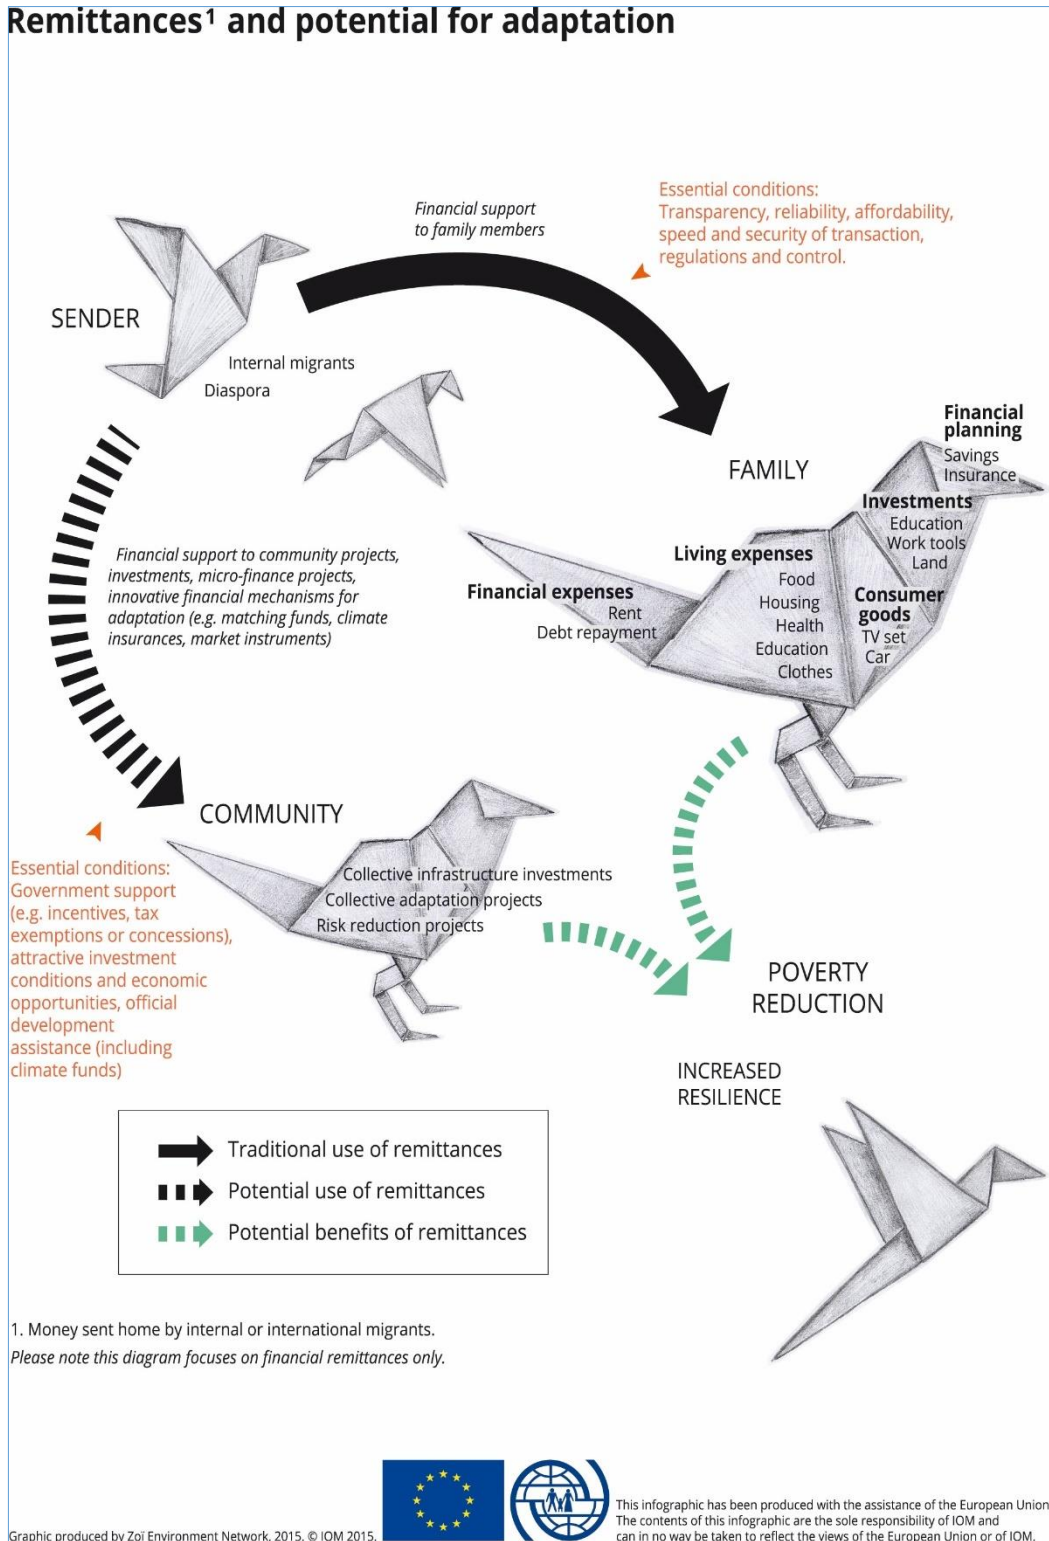 Remittances¹ and potential for adaptation
Financial support
to family members
Essential conditions:
Transparency, reliability, affordability,
speed and security of transaction,
regulations and control.
SENDER
Internal migrants
Diaspora
FAMILY
Financial
planning
Savings
Insurance
Investments
Education
Work tools
Land
Living expenses
Food
Housing
Health
Education
Clothes
Consumer
goods
TV set
Car
Financial expenses
Rent
Debt repayment
Financial support to community projects,
investments, micro-finance projects,
innovative financial mechanisms for
adaptation (e.g. matching funds, climate
insurances, market instruments)
COMMUNITY
Collective infrastructure investments
Collective adaptation projects
Risk reduction projects
Essential conditions:
Government support
(e.g. incentives, tax
exemptions or concessions),
attractive investment
conditions and economic
opportunities, official
development
assistance (including
climate funds)
POVERTY
REDUCTION
INCREASED
RESILIENCE
Traditional use of remittances
Potential use of remittances
Potential benefits of remittances
1. Money sent home by internal or international migrants.
Please note this diagram focuses on financial remittances only.
Graphic produced by Zoï Environment Network, 2015. © IOM 2015.
This infographic has been produced with the assistance of the European Union
The contents of this infographic are the sole responsibility of IOM and
can in no way be taken to reflect the views of the European Union or of IOM.